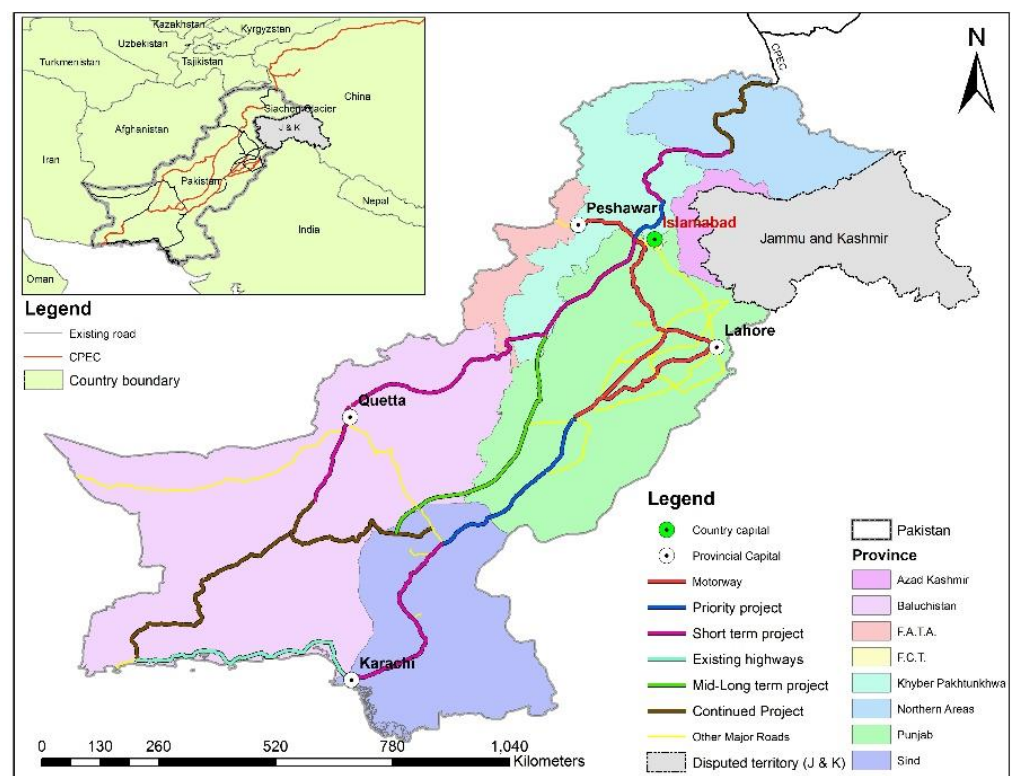 Kazakhstan
Kyrgyzstan
Uzbekistan
Turkmenistan
Tajikistan
China
Siachen Glacier
J & K
Afghanistan
Iran
Pakistan
Nepal
India
Oman
Legend
Existing road
CPEC
Country boundary
CPEC
N
Peshawar
Islamabad
Jammu and Kashmir
Lahore
Quetta
Karachi
Legend
Country capital
Provincial Capital
Motorway
Priority project
Short term project
Existing highways
Mid-Long term project
Continued Project
Other Major Roads
Disputed territory (J & K)
Pakistan
Province
Azad Kashmir
Baluchistan
F.A.T.A.
F.C.T.
Khyber Pakhtunkhwa
Northern Areas
Punjab
Sind
0 130 260 520 780 1,040
Kilometers